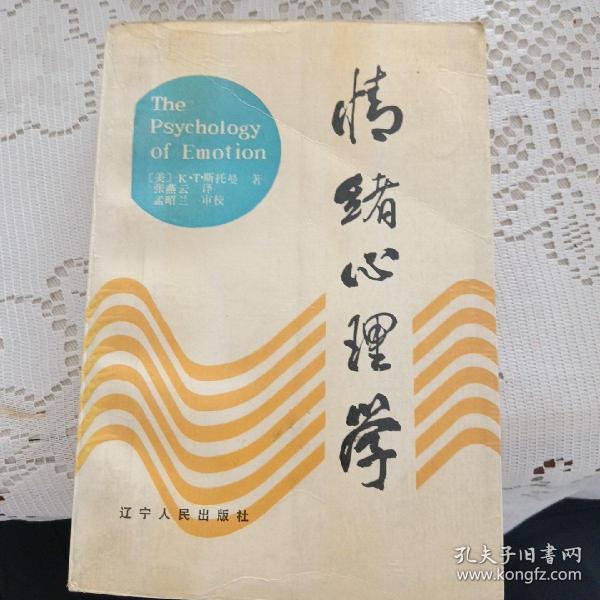 The
Psychology
of Emotion
〔美〕K·T·斯托曼 著
张燕云 译
孟昭兰 审校
情绪心理学
辽宁人民出版社
孔夫子旧书网
www.kongfz.com